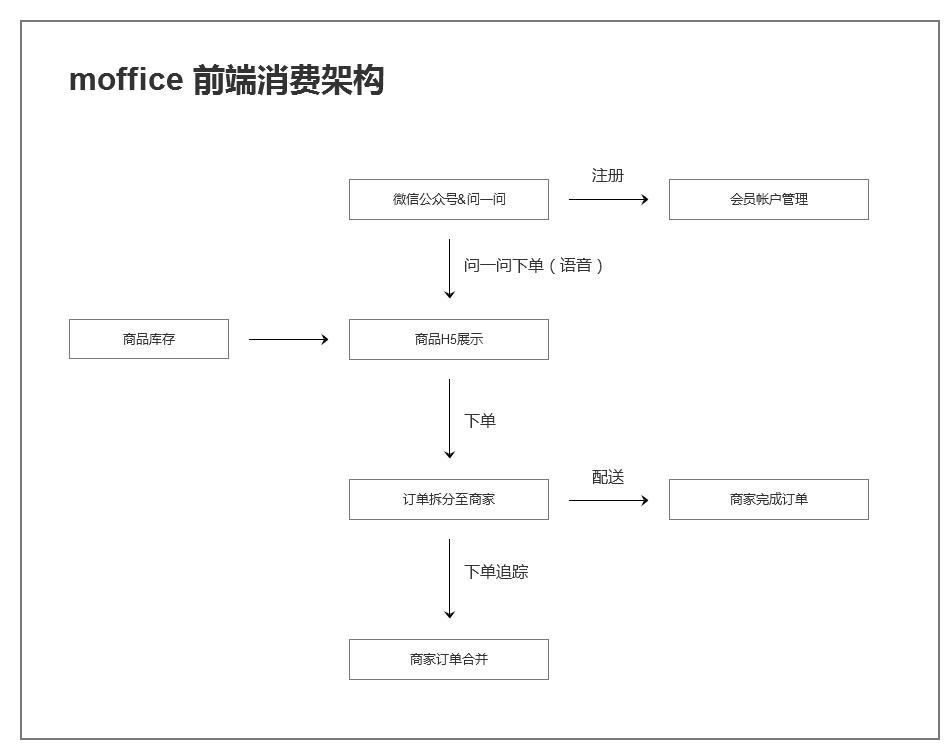 moffice 前端消费架构
注册
微信公众号&问一问
会员帐户管理
问一问下单（语音）
商品库存
商品H5展示
下单
配送
订单拆分至商家
商家完成订单
下单追踪
商家订单合并